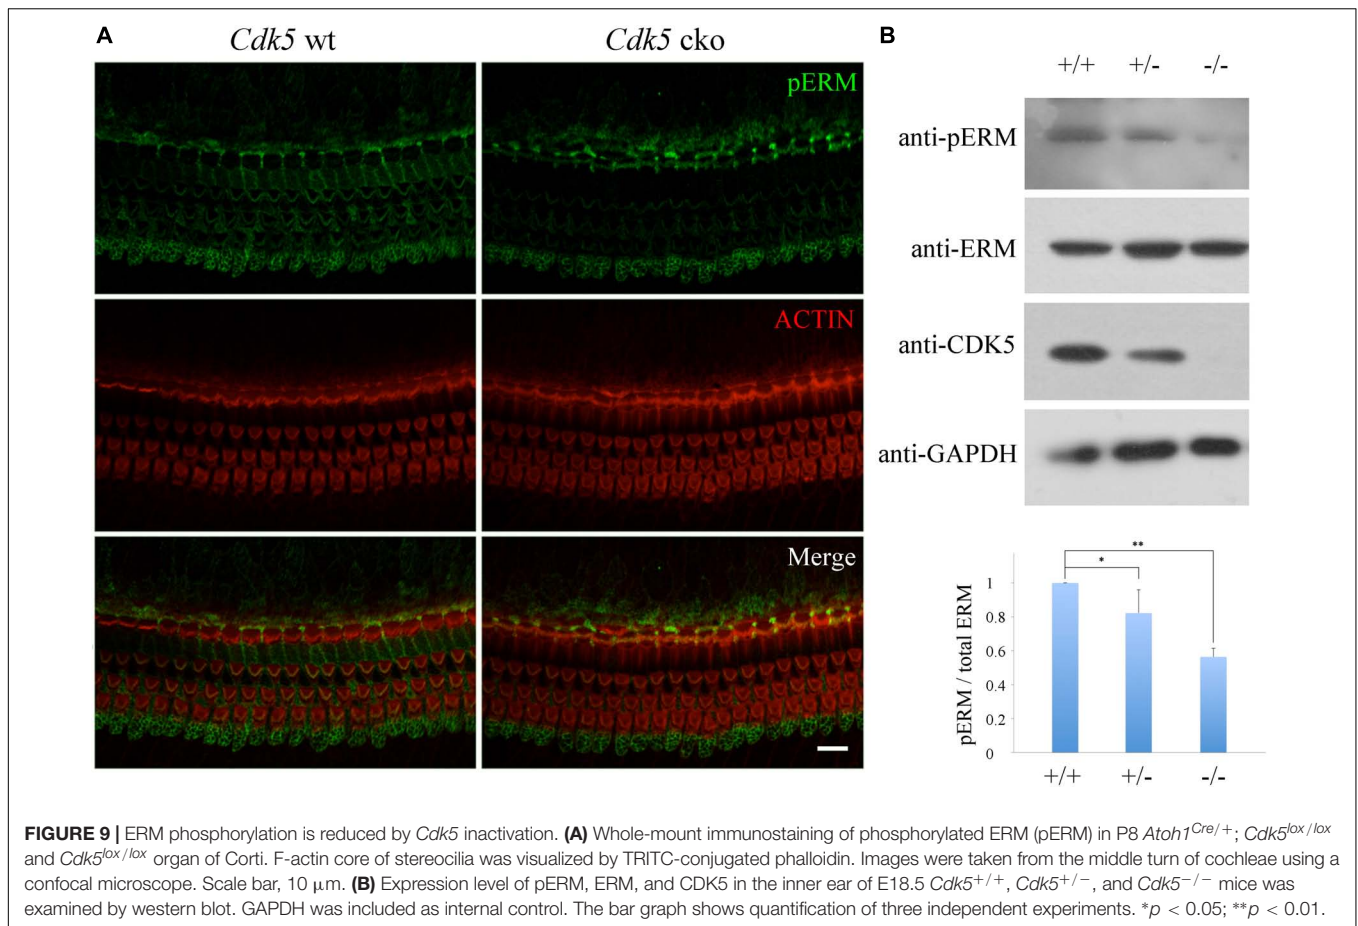 A
Cdk5 wt
Cdk5 cko
pERM
ACTIN
Merge
B
+/+ +/- -/-
anti-pERM
anti-ERM
anti-CDK5
anti-GAPDH
**
*
pERM / total ERM
1
0.8
0.6
0.4
0.2
0
+/+ +/- -/-
FIGURE 9 | ERM phosphorylation is reduced by Cdk5 inactivation. (A) Whole-mount immunostaining of phosphorylated ERM (pERM) in P8 Atoh1^Cre/+; Cdk5^lox/lox
and Cdk5^lox/lox organ of Corti. F-actin core of stereocilia was visualized by TRITC-conjugated phalloidin. Images were taken from the middle turn of cochleae using a
confocal microscope. Scale bar, 10 μm. (B) Expression level of pERM, ERM, and CDK5 in the inner ear of E18.5 Cdk5^+/+, Cdk5^+/−, and Cdk5^−/− mice was
examined by western blot. GAPDH was included as internal control. The bar graph shows quantification of three independent experiments. *p < 0.05; **p < 0.01.